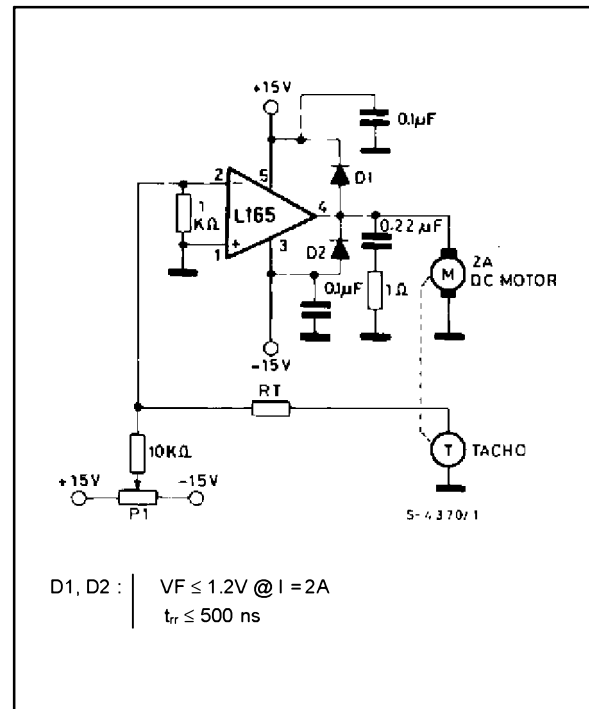 +15V
0.1µF
2
5
D1
1
KΩ
L165
4
0.22 µF
1
3
D2
0.1µF
1Ω
M
2A
DC MOTOR
-15V
RT
10KΩ
T
TACHO
+15V
-15V
P1
S-4370/1
D1, D2 : VF ≤ 1.2V @ I = 2A
trr ≤ 500 ns